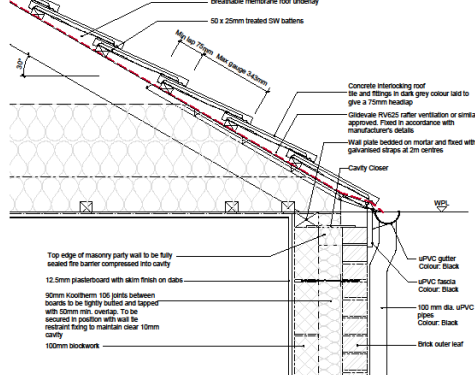 Breathable membrane roof underlay
50 x 25mm treated SW battens
Min lap 75mm
Max gauge 343mm
30°
Concrete interlocking roof
tile and fittings in dark grey colour laid to
give a 75mm headlap
Glidevale RV625 rafter ventilation or simila
approved. Fixed in accordance with
manufacturer's details
Wall plate bedded on mortar and fixed with
galvanised straps at 2m centres
Cavity Closer
WPL
Top edge of masonry party wall to be fully
sealed fire barrier compressed into cavity
uPVC gutter
Colour: Black
12.5mm plasterboard with skim finish on dabs
uPVC fascia
Colour: Black
90mm Kooltherm 106 joints between
boards to be tightly butted and tapped
with 50mm min. overlap. To be
secured in position with wall tie
restraint fixing to maintain clear 10mm
cavity
100 mm dia. uPVC
pipes
Colour: Black
100mm blockwork
Brick outer leaf